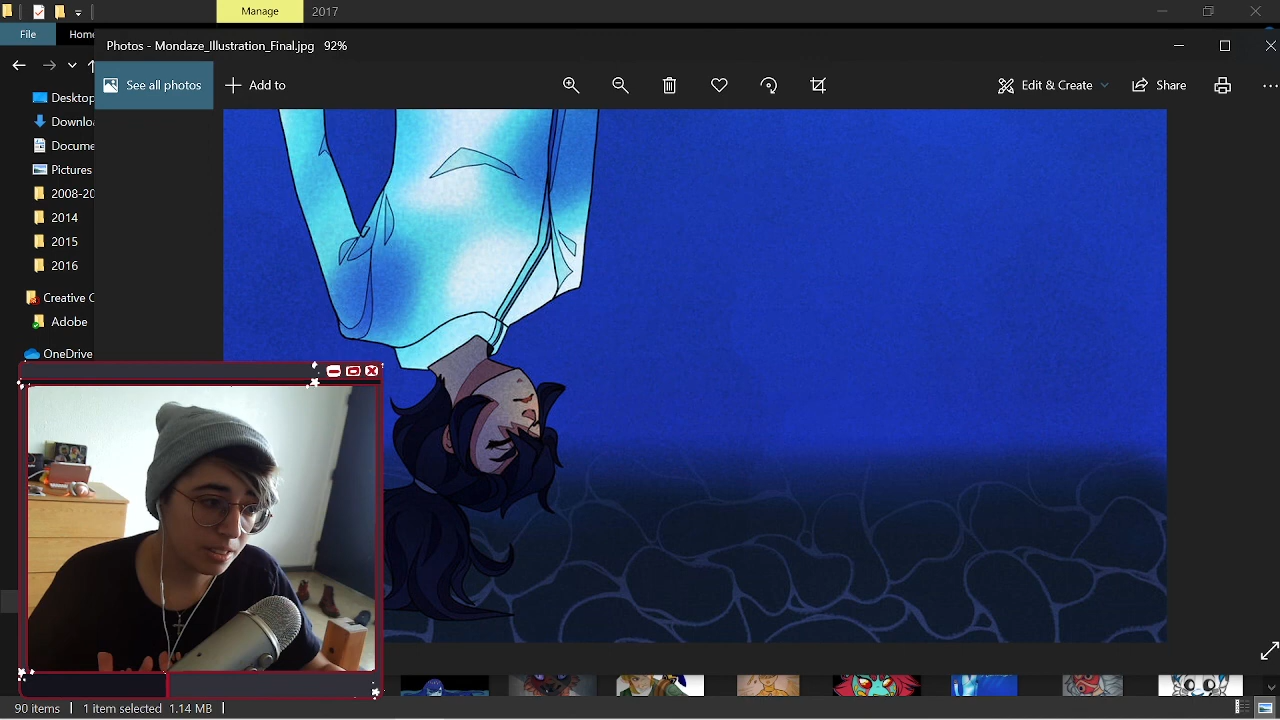 Manage
2017
File
Home
Photos - Mondaze_Illustration_Final.jpg 92%
See all photos
Add to
Edit & Create
Share
Desktop
Downlo
Docume
Pictures
2008-20
2014
2015
2016
Creative C
Adobe
OneDrive
90 items
1 item selected 1.14 MB